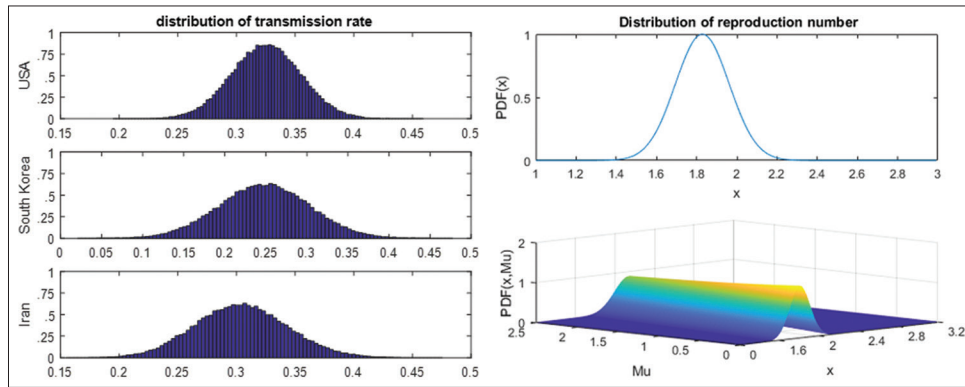 distribution of transmission rate
USA
1
.75
.5
.25
0
0.15 0.2 0.25 0.3 0.35 0.4 0.45 0.5
South Korea
1
.75
.5
.25
0
0 0.05 0.1 0.15 0.2 0.25 0.3 0.35 0.4 0.45 0.5
Iran
1
.75
.5
.25
0
0.15 0.2 0.25 0.3 0.35 0.4 0.45 0.5
Distribution of reproduction number
PDF(x)
1
0.5
0
1 1.2 1.4 1.6 1.8 2 2.2 2.4 2.6 2.8 3
x
PDF(x,Mu)
2
1
0
2.5 2 1.5 1 0.5 0
Mu
0 1.6 2 2.4 2.8 3.2
x